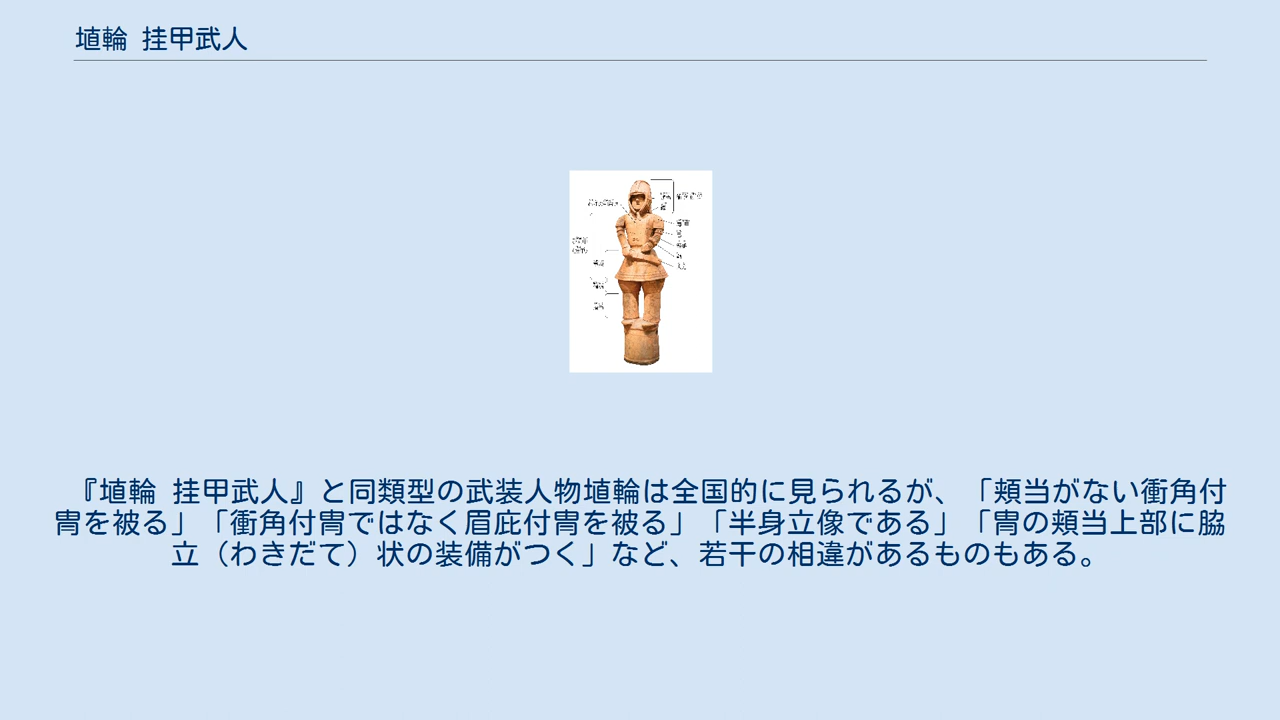 埴輪 挂甲武人
『埴輪 挂甲武人』と同類型の武装人物埴輪は全国的に見られるが、「頬当がない衝角付
冑を被る」「衝角付冑ではなく眉庇付冑を被る」「半身立像である」「冑の頬当上部に脇
立（わきだて）状の装備がつく」など、若干の相違があるものもある。